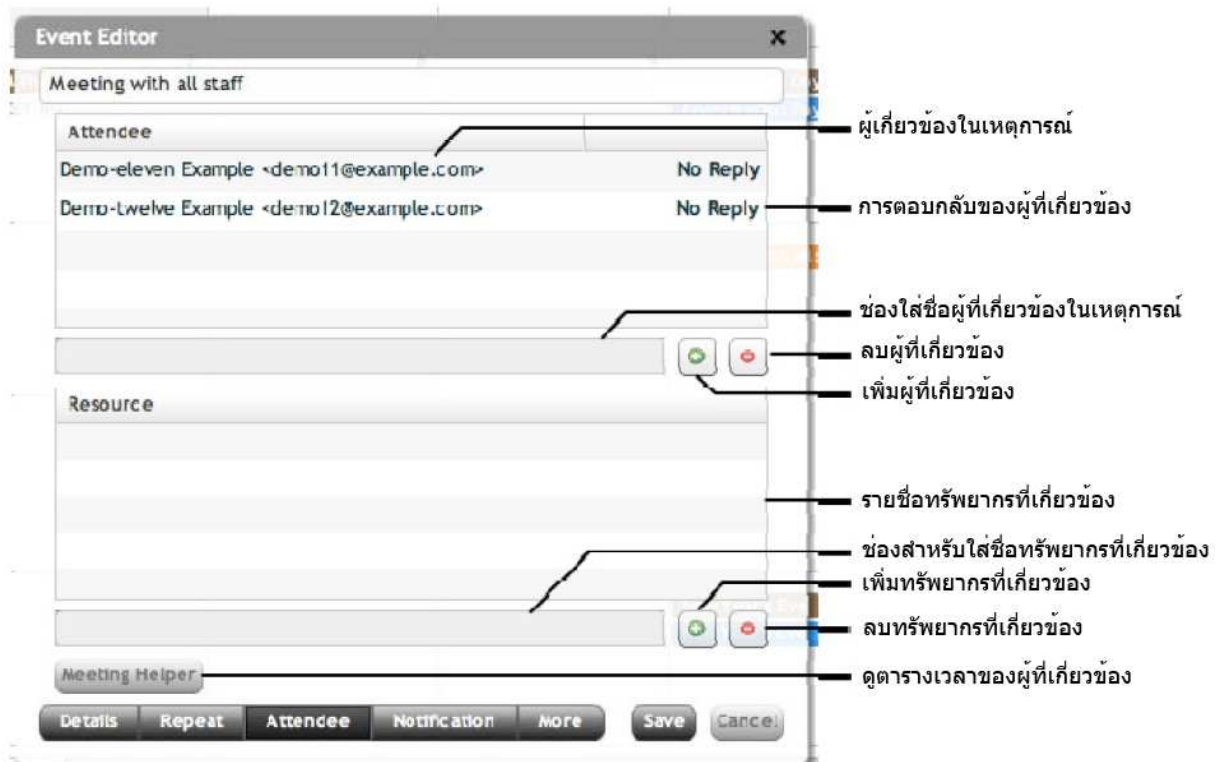 Event Editor
Meeting with all staff
Attendee
ผู้เกี่ยวข้องในเหตุการณ์
Demo-eleven Example <demo11@example.com> No Reply
Demo-twelve Example <demo12@example.com> No Reply
การตอบกลับของผู้ที่เกี่ยวข้อง
ช่องใส่ชื่อผู้ที่เกี่ยวข้องในเหตุการณ์
ลบผู้ที่เกี่ยวข้อง
เพิ่มผู้ที่เกี่ยวข้อง
Resource
รายชื่อทรัพยากรที่เกี่ยวข้อง
ช่องสำหรับใส่ชื่อทรัพยากรที่เกี่ยวข้อง
เพิ่มทรัพยากรที่เกี่ยวข้อง
ลบทรัพยากรที่เกี่ยวข้อง
Meeting Helper
ดูตารางเวลาของผู้ที่เกี่ยวข้อง
Details Repeat Attendee Notification More Save Cancel